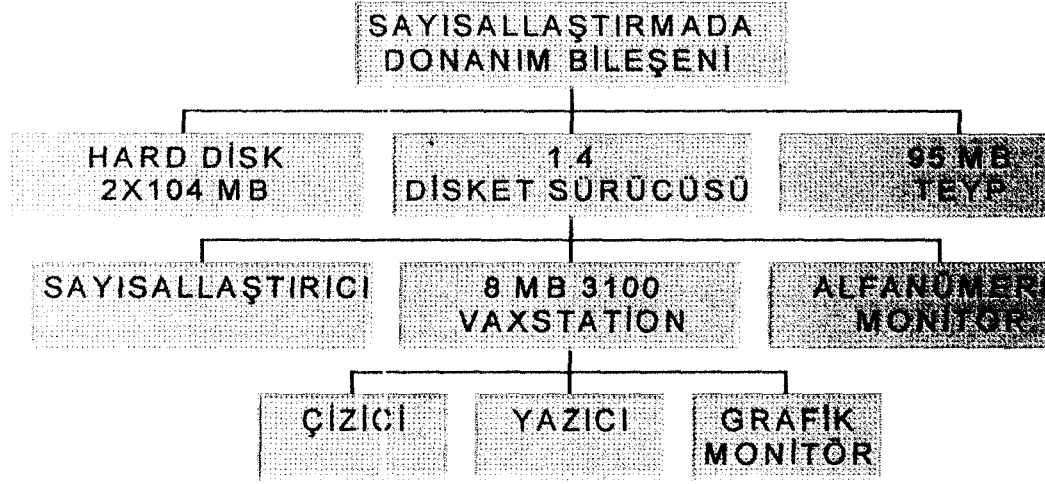 SAYISALLAŞTIRMADA
DONANIM BİLEŞENİ
HARD DİSK
2X104 MB
1.4
DİSKET SÜRÜCÜSÜ
95 MB
TEYP
SAYISALLAŞTIRICI
8 MB 3100
VAXSTATİON
MONİTÖR
ÇİZİCİ
YAZICI
GRAFİK
MONİTÖR